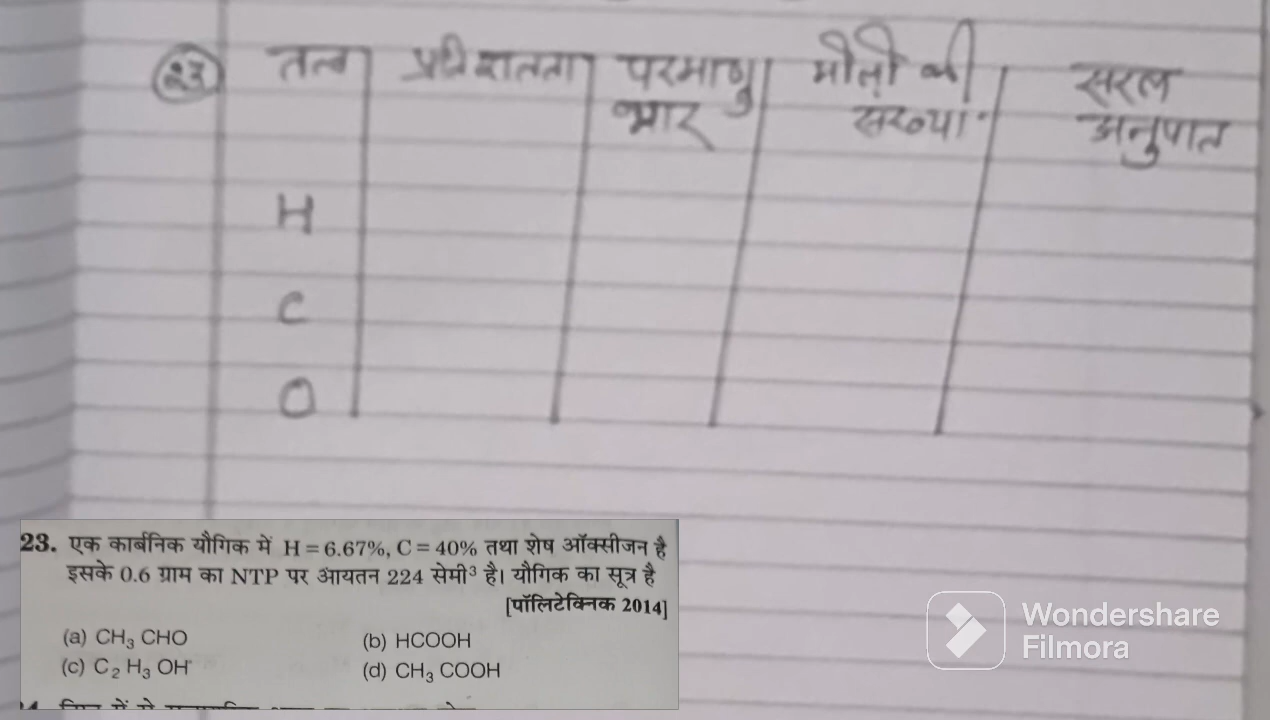 23 तत्व प्रतिशतता परमाणु भार मोलो की संख्या सरल अनुपात
H
C
O
23. एक कार्बनिक यौगिक में H = 6.67%, C = 40% तथा शेष ऑक्सीजन है
इसके 0.6 ग्राम का NTP पर आयतन 224 सेमी³ है। यौगिक का सूत्र है
[पॉलिटेक्निक 2014]
(a) CH₃ CHO (b) HCOOH
(c) C₂ H₃ OH (d) CH₃ COOH
Wondershare
Filmora